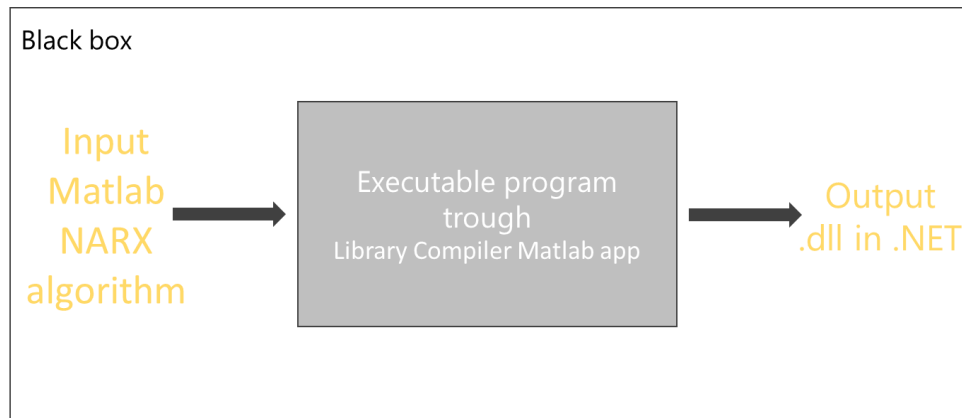 Black box
Input
Matlab
NARX
algorithm
Executable program
trough
Library Compiler Matlab app
Output
.dll in .NET